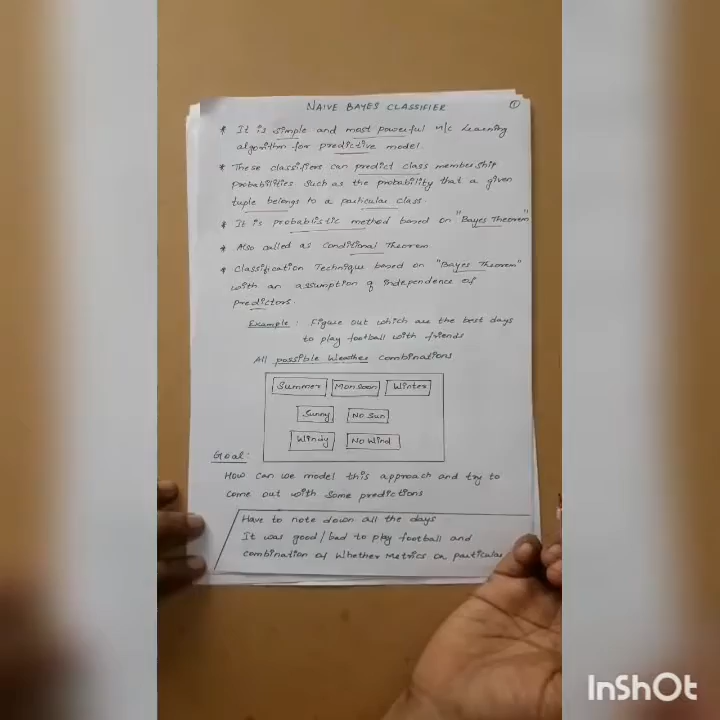 NAIVE BAYES CLASSIFIER ①
* It is simple and most powerful m/c Learning
algorithm for predictive model.
* These classifiers can predict class membership
probabilities such as the probability that a given
tuple belongs to a particular class.
* It is probablistic method based on "Bayes Theorem"
* Also called as Conditional Theorem
* Classification Technique based on "Bayes Theorem"
with an assumption of independence of
predictors.
Example: Figure out which are the best days
to play football with friends
All possible Weather combinations
Summer Monsoon Winter
Sunny No Sun
Windy No Wind
Goal:
How can we model this approach and try to
come out with some predictions
Have to note down all the days
It was good/bad to play football and
combination of Whether Metrics on particular
InShOt